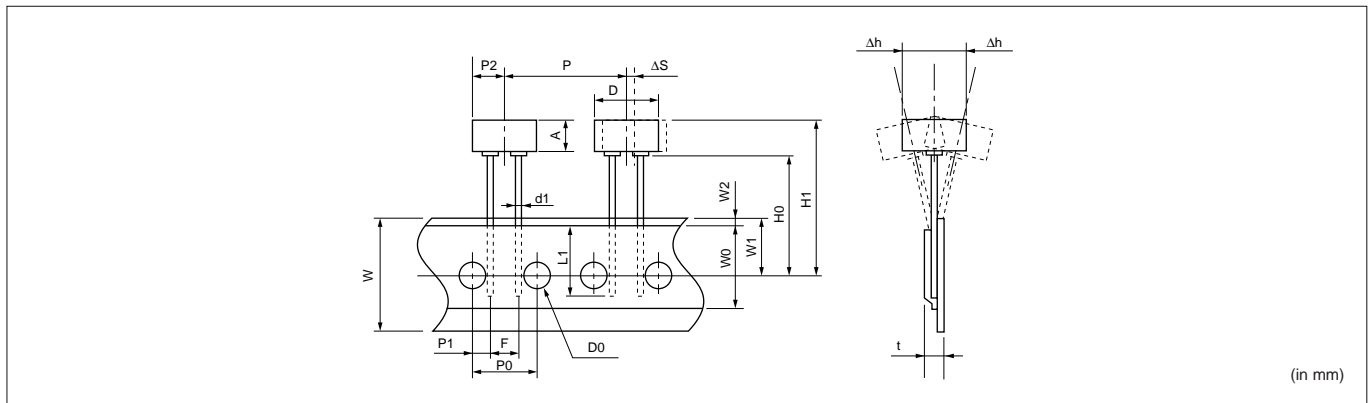 Δh Δh
P2 P ΔS
D
A
d1
W2
H0
H1
W1
W0
L1
W
P1 F D0
P0
t
(in mm)